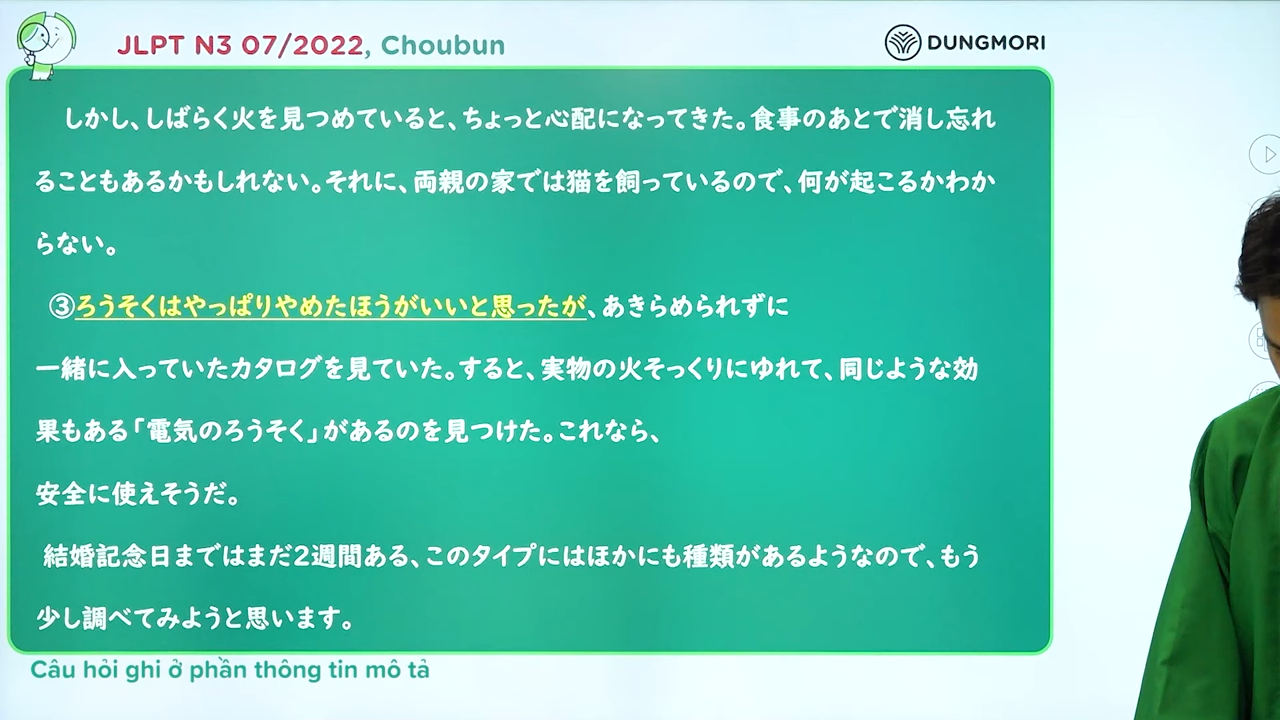 JLPT N3 07/2022, Choubun
DUNGMORI
しかし、しばらく火を見つめていると、ちょっと心配になってきた。食事のあとで消し忘れ
ることもあるかもしれない。それに、両親の家では猫を飼っているので、何が起こるかわか
らない。
③ろうそくはやっぱりやめたほうがいいと思ったが、あきらめられずに
一緒に入っていたカタログを見ていた。すると、実物の火そっくりにゆれて、同じような効
果もある「電気のろうそく」があるのを見つけた。これなら、
安全に使えそうだ。
結婚記念日まではまだ2週間ある、このタイプにはほかにも種類があるようなので、もう
少し調べてみようと思います。
Câu hỏi ghi ở phần thông tin mô tả